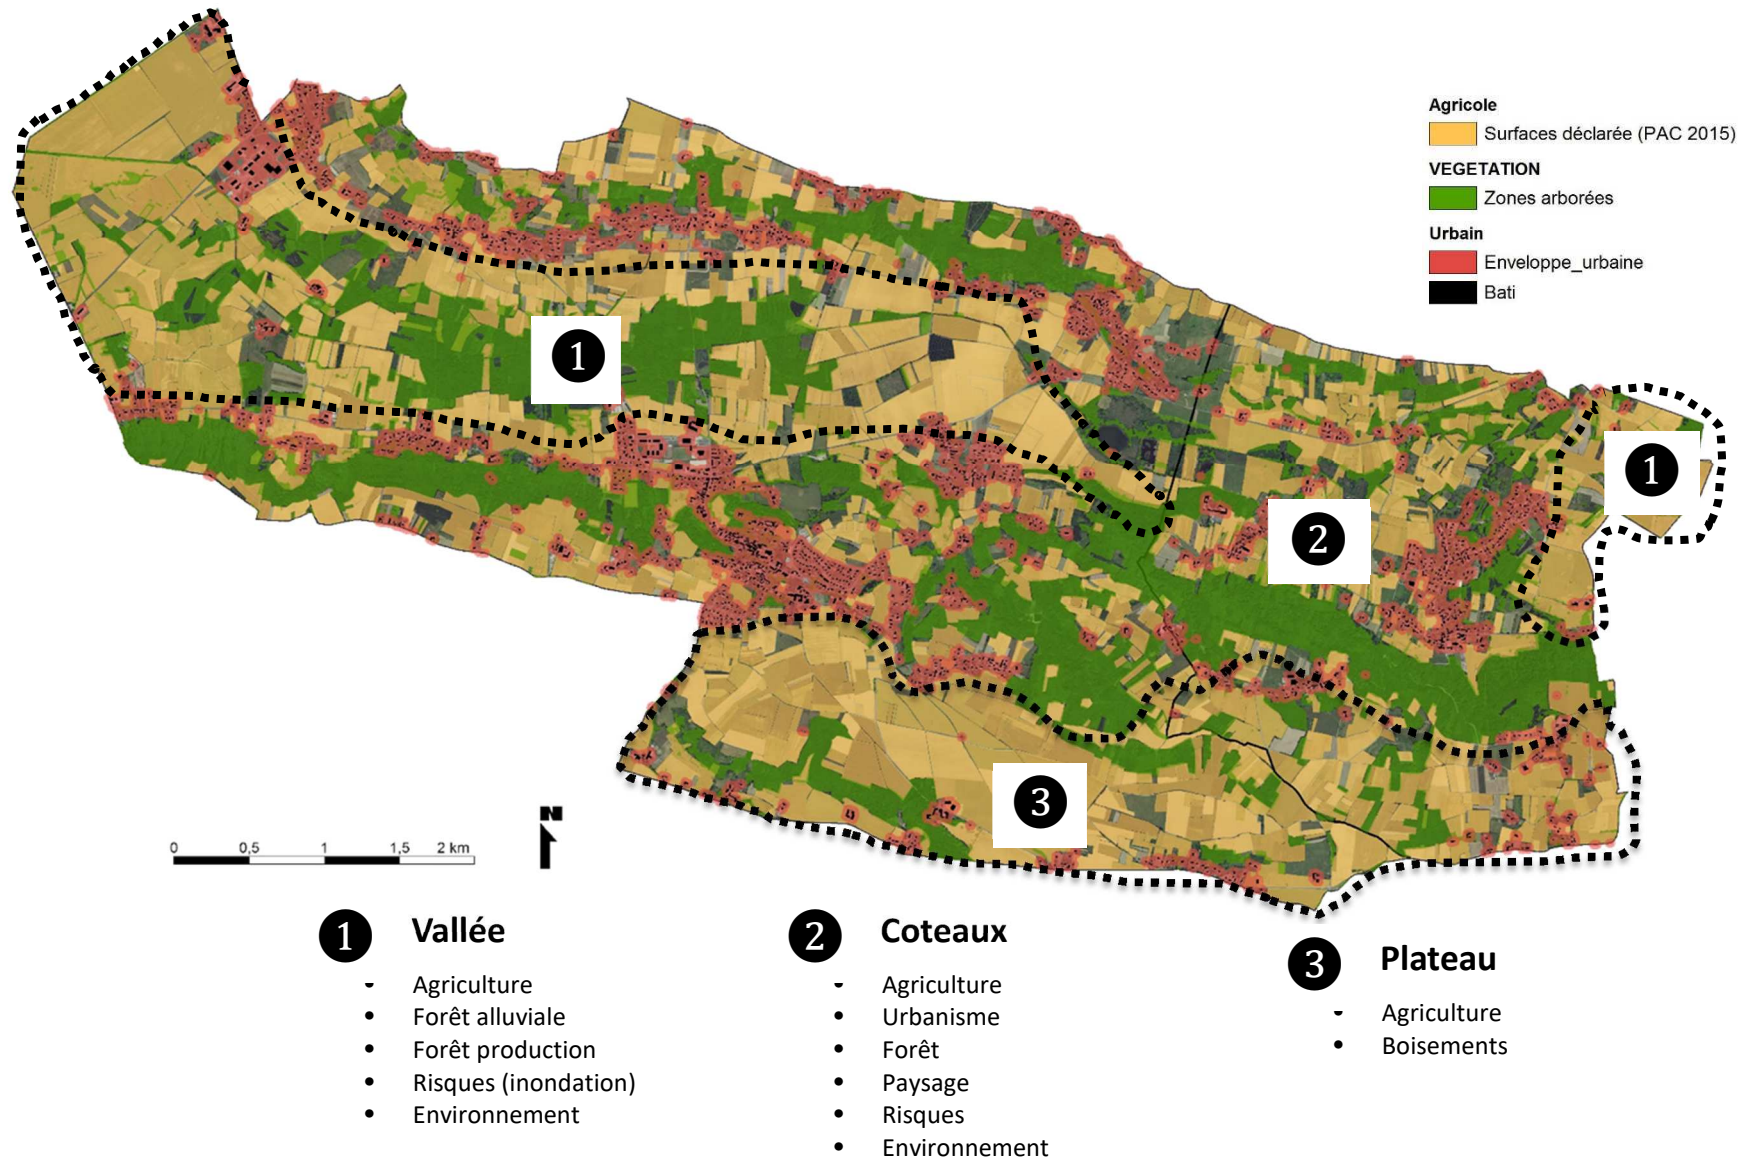 Agricole
Surfaces déclarée (PAC 2015)
VEGETATION
Zones arborées
Urbain
Enveloppe_urbaine
Bati
1
1
2
3
N
0 0,5 1 1,5 2 km
1 Vallée
- Agriculture
• Forêt alluviale
• Forêt production
• Risques (inondation)
• Environnement
2 Coteaux
- Agriculture
• Urbanisme
• Forêt
• Paysage
• Risques
• Environnement
3 Plateau
- Agriculture
• Boisements